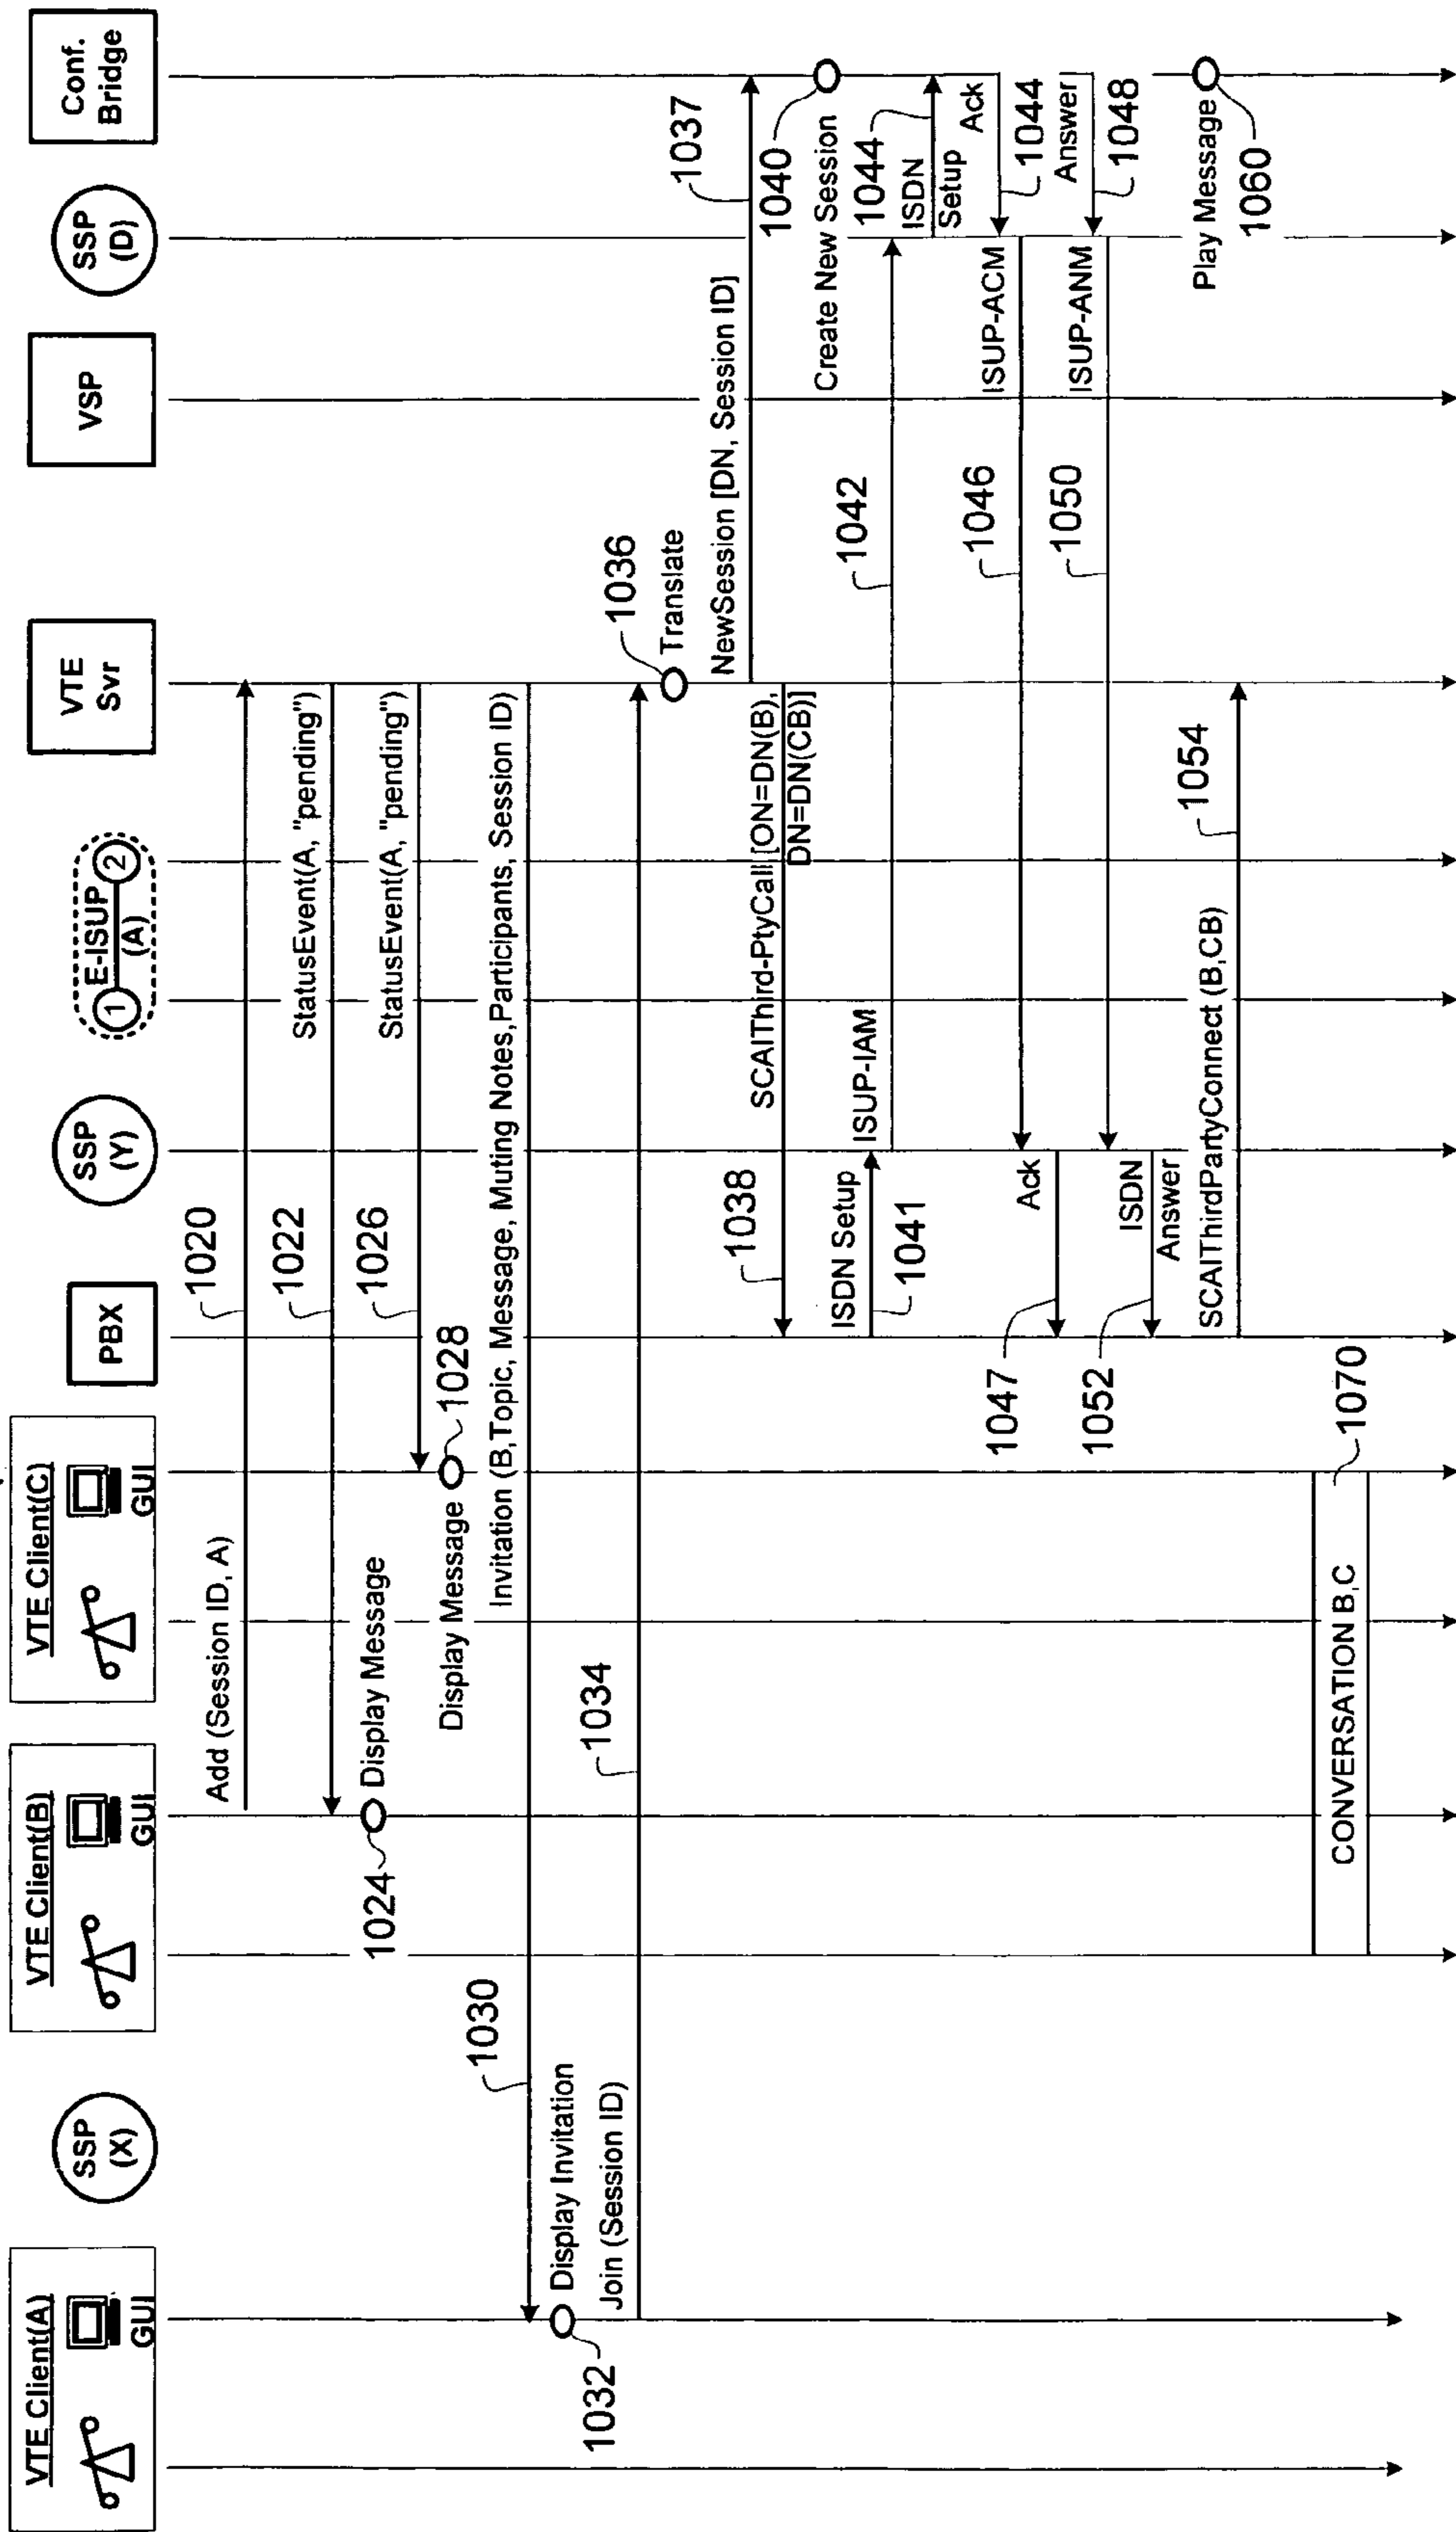 VTE Client(A)
GUI
SSP
(X)
VTE Client(B)
GUI
VTE Client(C)
GUI
PBX
SSP
(Y)
1
E-ISUP
2
(A)
VTE
Svr
VSP
SSP
(D)
Conf.
Bridge
Add (Session ID, A)
1020
1022
StatusEvent(A, "pending")
1024
Display Message
1026
StatusEvent(A, "pending")
Display Message
1028
1030
Invitation (B,Topic, Message, Muting Notes,Participants, Session ID)
1032
Display Invitation
Join (Session ID)
1034
1036
Translate
NewSession [DN, Session ID]
1037
1038
SCAIThird-PtyCall [ON=DN(B),
DN=DN(CB)]
1040
Create New Session
ISDN Setup
1041
ISUP-IAM
1042
1044
ISDN
Setup
Ack
1044
ISUP-ACM
1046
Ack
1047
Answer
1048
ISUP-ANM
1050
ISDN
Answer
1052
SCAIThirdPartyConnect (B,CB)
1054
Play Message
1060
CONVERSATION B,C
1070